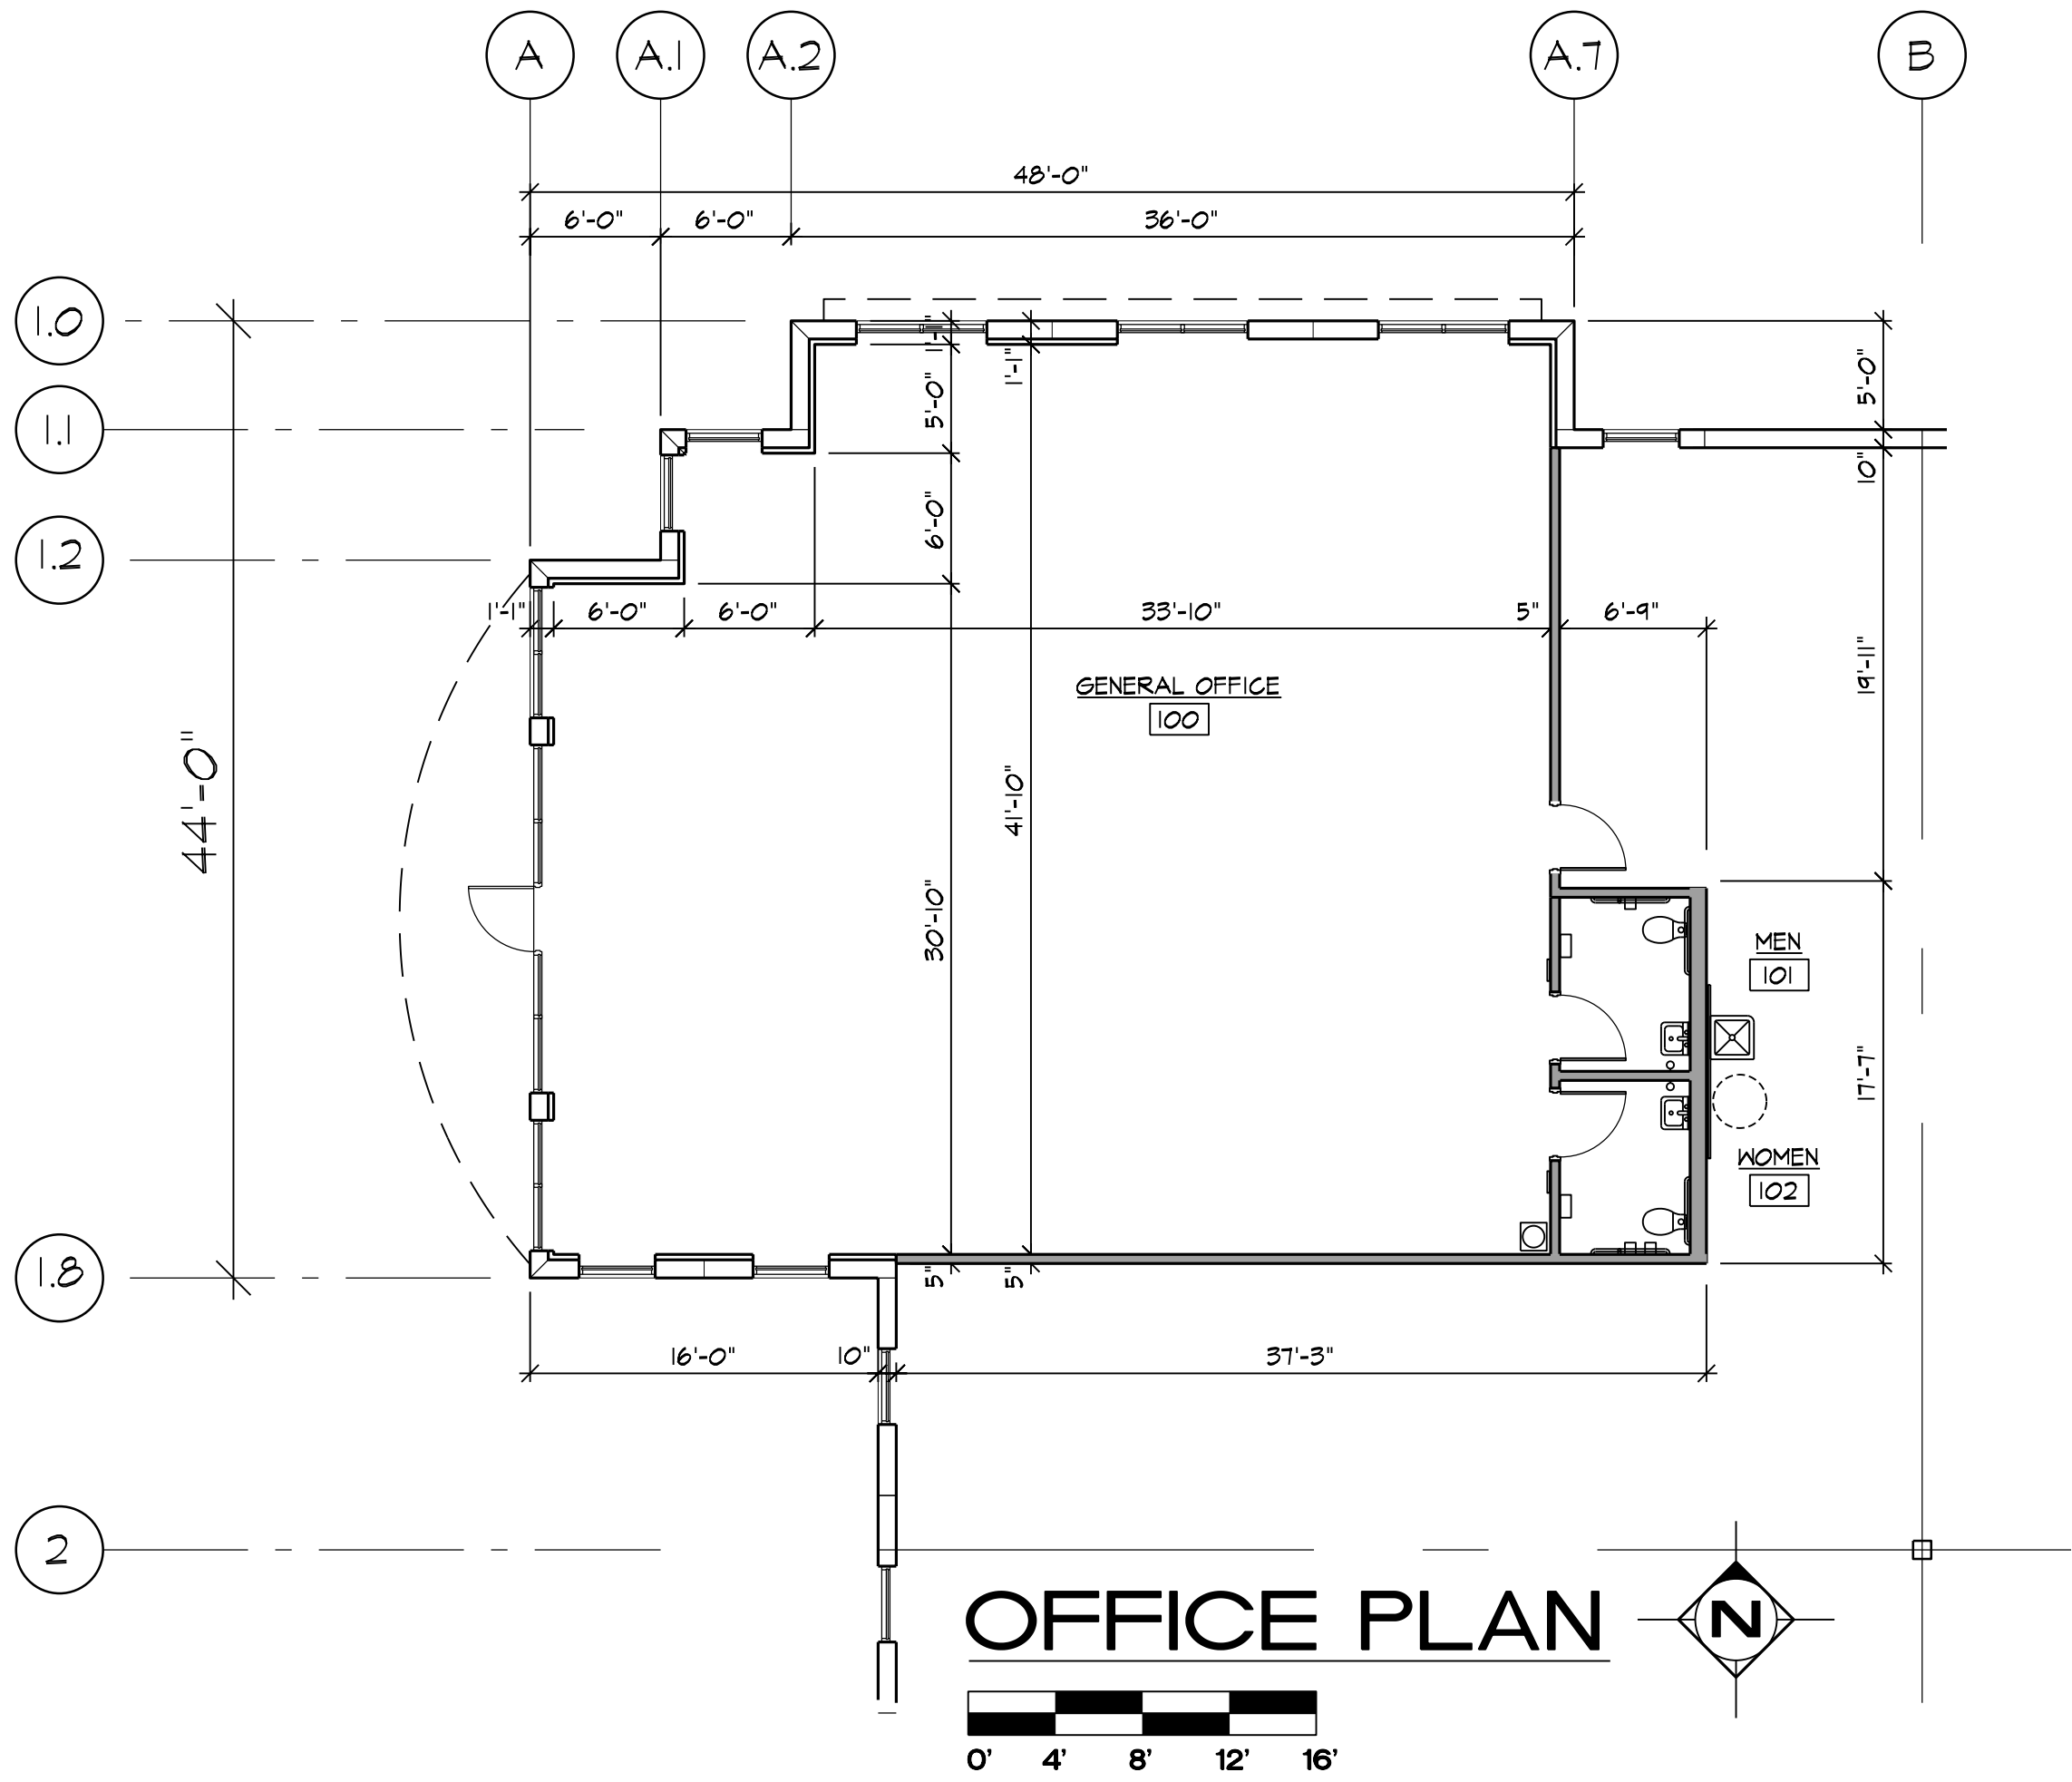 A A.1 A.2 A.7 B
48'-0"
6'-0" 6'-0" 36'-0"
1.0
1'-1"
1'-1"
5'-0"
5'-0"
1.1
10"
6'-0"
1.2
1'-1" 6'-0" 6'-0" 33'-10" 5" 6'-9"
19'-11"
GENERAL OFFICE
100
44'-0"
41'-10"
30'-10"
MEN
101
17'-7"
WOMEN
102
1.8
5" 5"
16'-0" 10" 37'-3"
2
OFFICE PLAN
N
0' 4' 8' 12' 16'